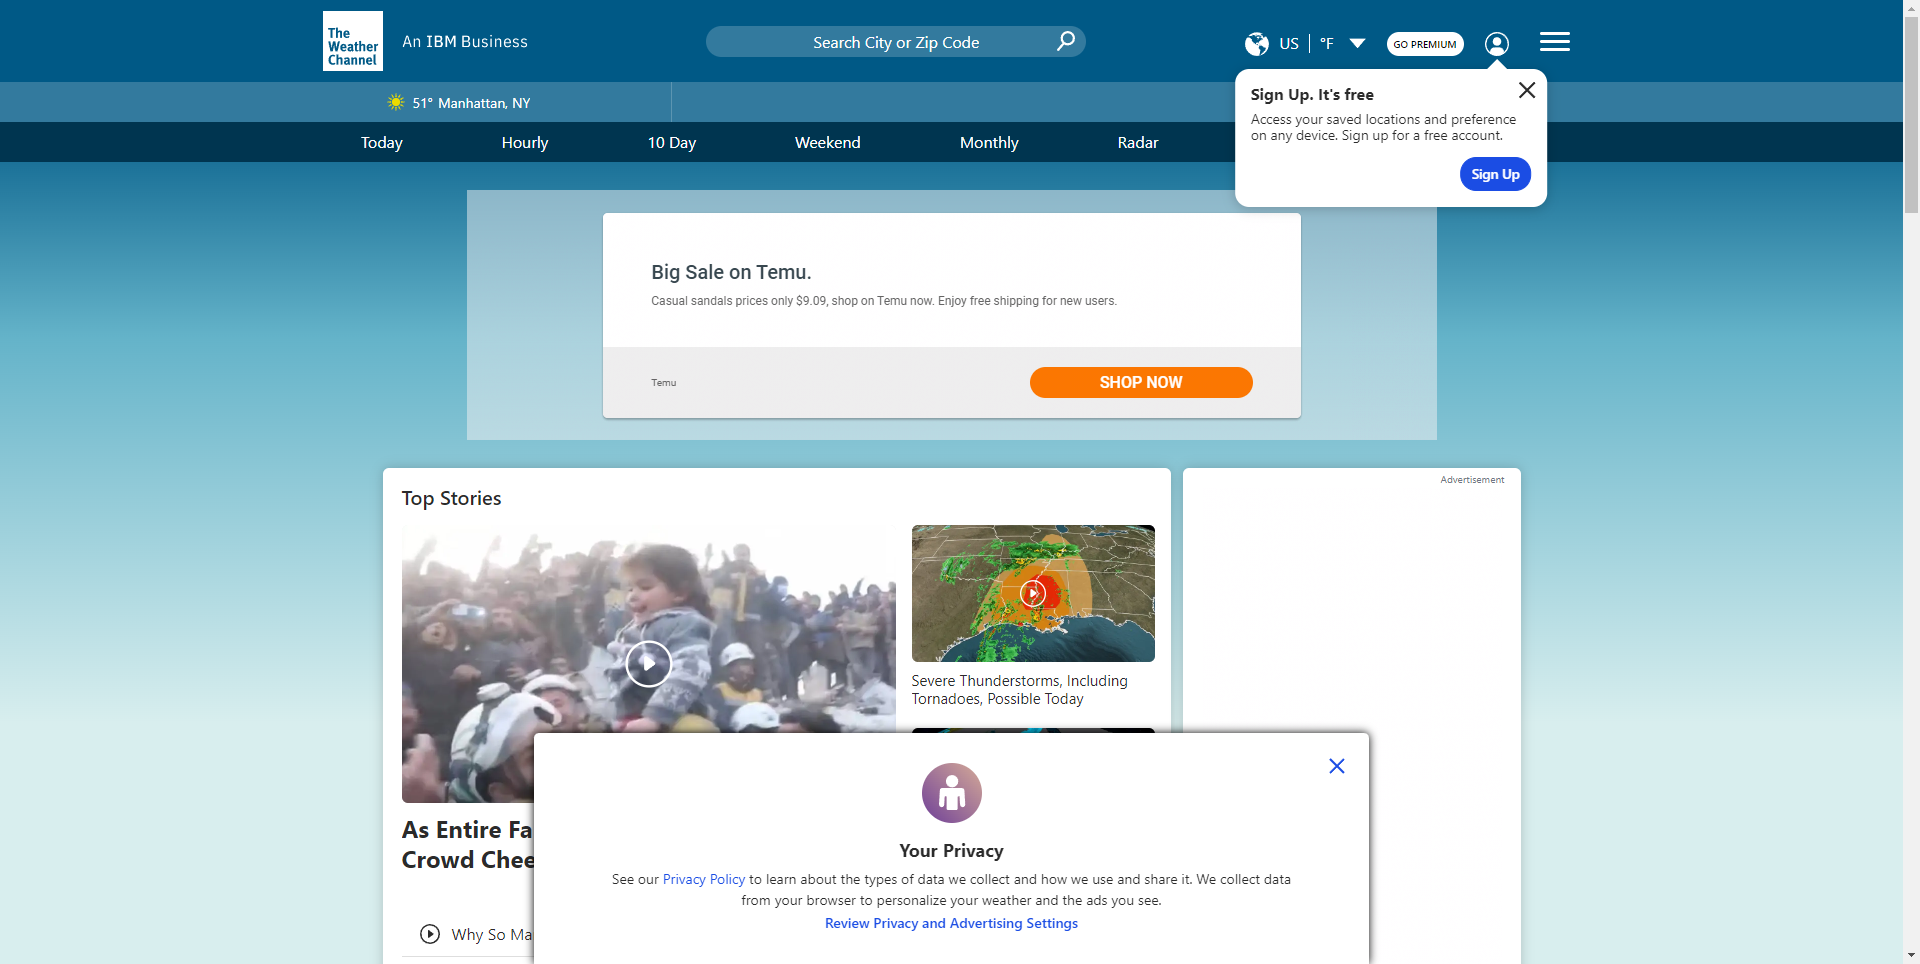 The
Weather
Channel
An IBM Business
Search City or Zip Code
US
°F
GO PREMIUM
Sign Up. It's free
Access your saved locations and preference
on any device. Sign up for a free account.
Sign Up
51° Manhattan, NY
Today
Hourly
10 Day
Weekend
Monthly
Radar
Big Sale on Temu.
Casual sandals prices only $9.09, shop on Temu now. Enjoy free shipping for new users.
Temu
SHOP NOW
Top Stories
Advertisement
Severe Thunderstorms, Including
Tornadoes, Possible Today
As Entire Fa
Crowd Chee
Why So Ma
Your Privacy
See our Privacy Policy to learn about the types of data we collect and how we use and share it. We collect data
from your browser to personalize your weather and the ads you see.
Review Privacy and Advertising Settings